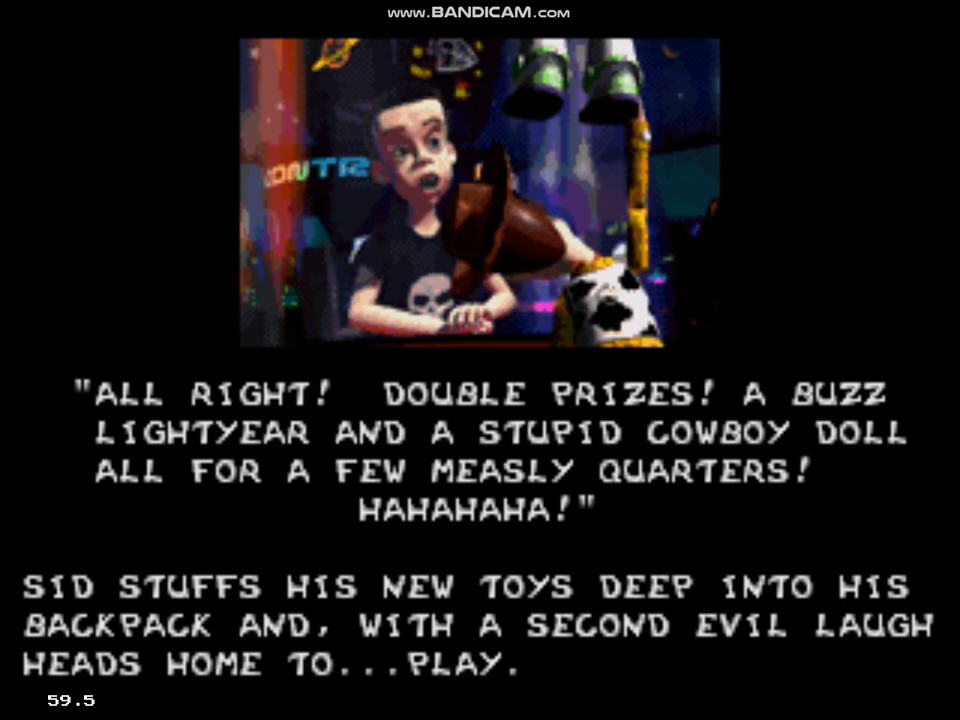 www.BANDICAM.com
CONTR
"ALL RIGHT! DOUBLE PRIZES! A BUZZ
LIGHTYEAR AND A STUPID COWBOY DOLL
ALL FOR A FEW MEASLY QUARTERS!
HAHAHAHA!"
SID STUFFS HIS NEW TOYS DEEP INTO HIS
BACKPACK AND, WITH A SECOND EVIL LAUGH
HEADS HOME TO...PLAY.
59.5